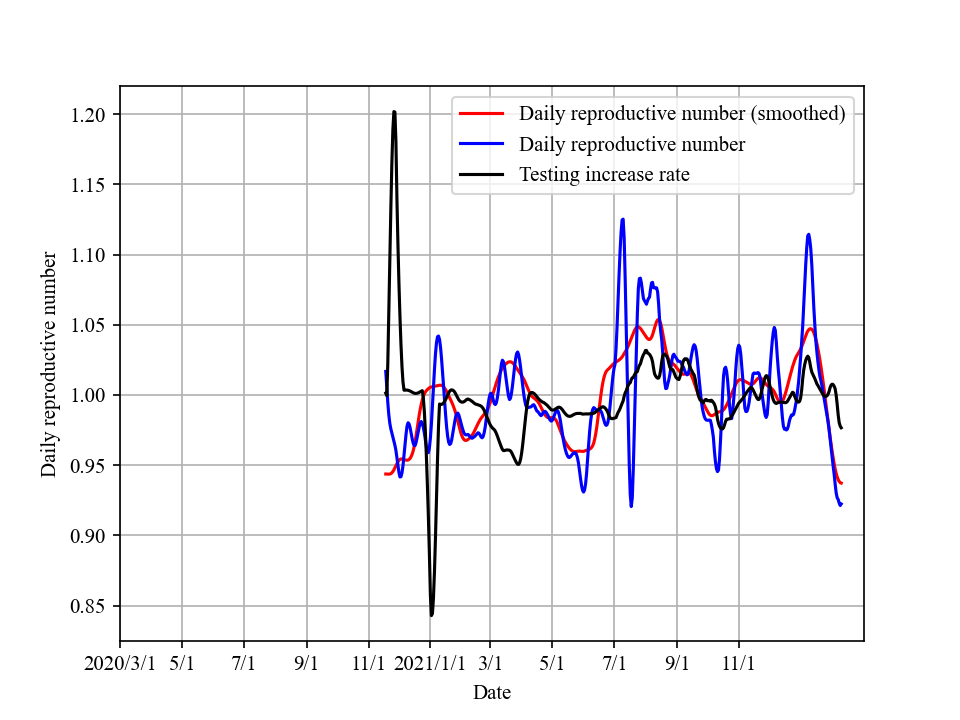 Daily reproductive number (smoothed)
Daily reproductive number
Testing increase rate
Daily reproductive number
1.20
1.15
1.10
1.05
1.00
0.95
0.90
0.85
2020/3/1 5/1 7/1 9/1 11/1 2021/1/1 3/1 5/1 7/1 9/1 11/1
Date